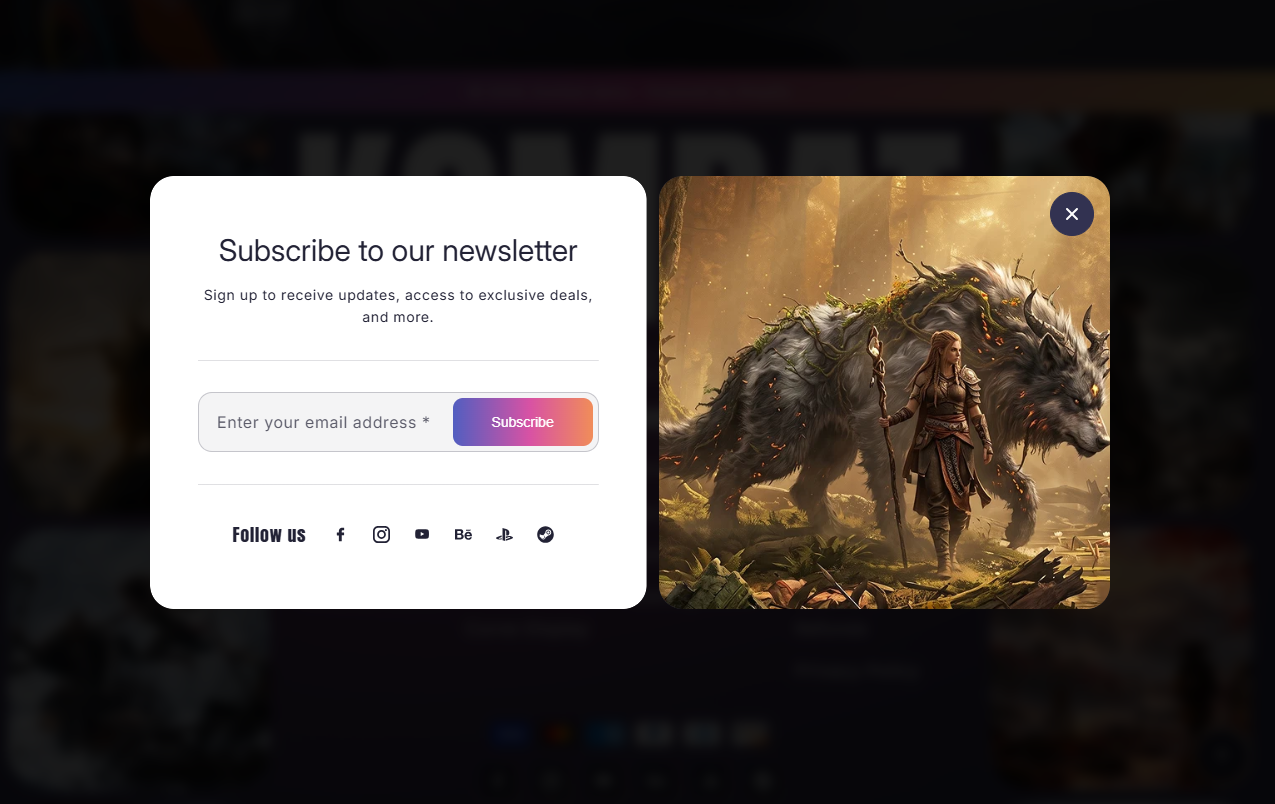 Subscribe to our newsletter
Sign up to receive updates, access to exclusive deals,
and more.
Enter your email address *
Subscribe
Follow us
Bē